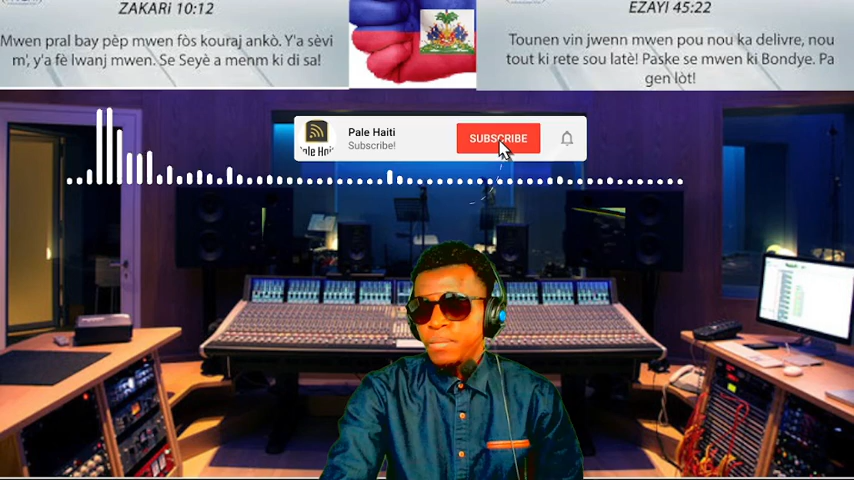 ZAKARi 10:12
Mwen pral bay pèp mwen fòs kouraj ankò. Y'a sèvi
m', y'a fè lwanj mwen. Se Seyè a menm ki di sa!
EZAYI 45:22
Tounen vin jwenn mwen pou nou ka delivre, nou
tout ki rete sou latè! Paske se mwen ki Bondye. Pa
gen lòt!
Pale Haiti
Subscribe!
SUBSCRIBE